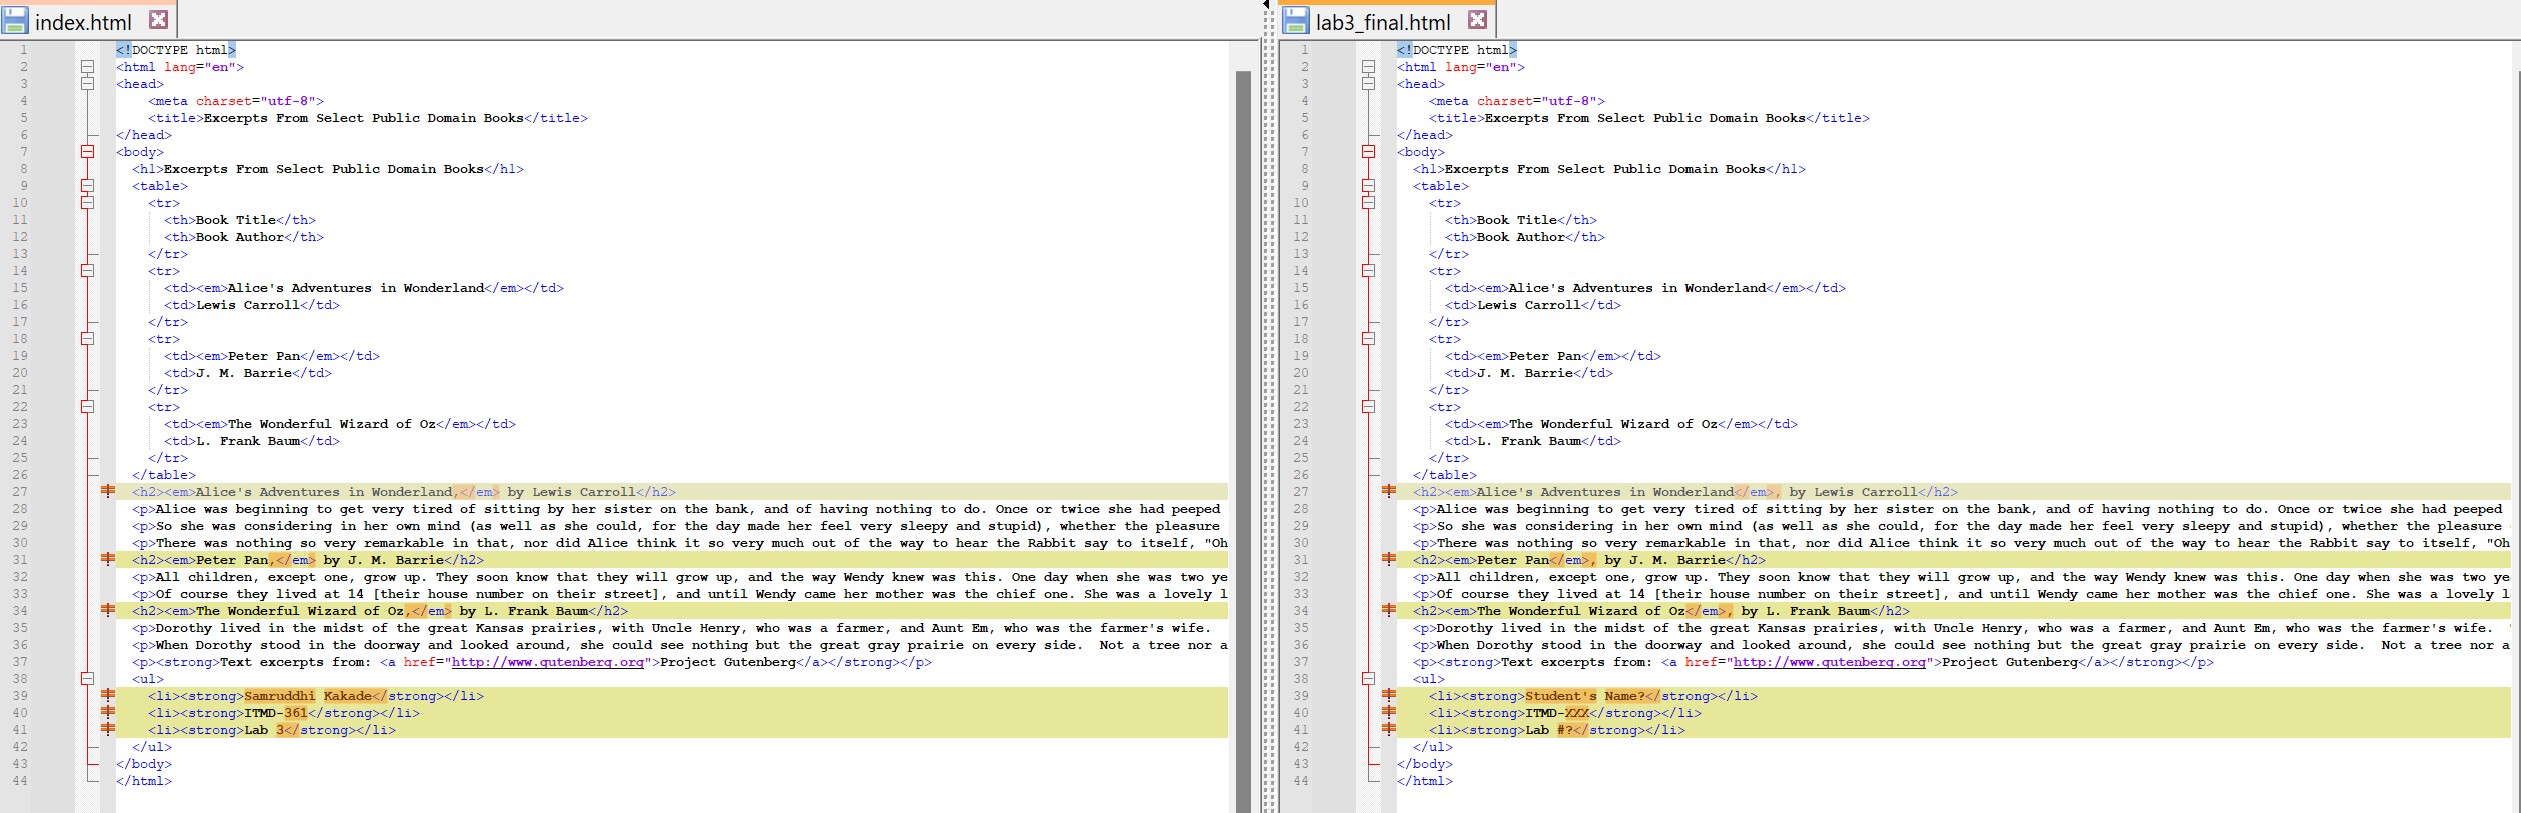 index.html
1 <!DOCTYPE html>
2 <html lang="en">
3 <head>
4 <meta charset="utf-8">
5 <title>Excerpts From Select Public Domain Books</title>
6 </head>
7 <body>
8 <h1>Excerpts From Select Public Domain Books</h1>
9 <table>
10 <tr>
11 <th>Book Title</th>
12 <th>Book Author</th>
13 </tr>
14 <tr>
15 <td><em>Alice's Adventures in Wonderland</em></td>
16 <td>Lewis Carroll</td>
17 </tr>
18 <tr>
19 <td><em>Peter Pan</em></td>
20 <td>J. M. Barrie</td>
21 </tr>
22 <tr>
23 <td><em>The Wonderful Wizard of Oz</em></td>
24 <td>L. Frank Baum</td>
25 </tr>
26 </table>
27 <h2><em>Alice's Adventures in Wonderland,</em> by Lewis Carroll</h2>
28 <p>Alice was beginning to get very tired of sitting by her sister on the bank, and of having nothing to do. Once or twice she had peeped
29 <p>So she was considering in her own mind (as well as she could, for the day made her feel very sleepy and stupid), whether the pleasure
30 <p>There was nothing so very remarkable in that, nor did Alice think it so very much out of the way to hear the Rabbit say to itself, "Oh
31 <h2><em>Peter Pan,</em> by J. M. Barrie</h2>
32 <p>All children, except one, grow up. They soon know that they will grow up, and the way Wendy knew was this. One day when she was two ye
33 <p>Of course they lived at 14 [their house number on their street], and until Wendy came her mother was the chief one. She was a lovely l
34 <h2><em>The Wonderful Wizard of Oz,</em> by L. Frank Baum</h2>
35 <p>Dorothy lived in the midst of the great Kansas prairies, with Uncle Henry, who was a farmer, and Aunt Em, who was the farmer's wife.
36 <p>When Dorothy stood in the doorway and looked around, she could see nothing but the great gray prairie on every side.  Not a tree nor a
37 <p><strong>Text excerpts from: <a href="http://www.gutenberg.org">Project Gutenberg</a></strong></p>
38 <ul>
39 <li><strong>Samruddhi Kakade</strong></li>
40 <li><strong>ITMD-361</strong></li>
41 <li><strong>Lab 3</strong></li>
42 </ul>
43 </body>
44 </html>
lab3_final.html
1 <!DOCTYPE html>
2 <html lang="en">
3 <head>
4 <meta charset="utf-8">
5 <title>Excerpts From Select Public Domain Books</title>
6 </head>
7 <body>
8 <h1>Excerpts From Select Public Domain Books</h1>
9 <table>
10 <tr>
11 <th>Book Title</th>
12 <th>Book Author</th>
13 </tr>
14 <tr>
15 <td><em>Alice's Adventures in Wonderland</em></td>
16 <td>Lewis Carroll</td>
17 </tr>
18 <tr>
19 <td><em>Peter Pan</em></td>
20 <td>J. M. Barrie</td>
21 </tr>
22 <tr>
23 <td><em>The Wonderful Wizard of Oz</em></td>
24 <td>L. Frank Baum</td>
25 </tr>
26 </table>
27 <h2><em>Alice's Adventures in Wonderland</em>, by Lewis Carroll</h2>
28 <p>Alice was beginning to get very tired of sitting by her sister on the bank, and of having nothing to do. Once or twice she had peeped
29 <p>So she was considering in her own mind (as well as she could, for the day made her feel very sleepy and stupid), whether the pleasure
30 <p>There was nothing so very remarkable in that, nor did Alice think it so very much out of the way to hear the Rabbit say to itself, "Oh
31 <h2><em>Peter Pan</em>, by J. M. Barrie</h2>
32 <p>All children, except one, grow up. They soon know that they will grow up, and the way Wendy knew was this. One day when she was two ye
33 <p>Of course they lived at 14 [their house number on their street], and until Wendy came her mother was the chief one. She was a lovely l
34 <h2><em>The Wonderful Wizard of Oz</em>, by L. Frank Baum</h2>
35 <p>Dorothy lived in the midst of the great Kansas prairies, with Uncle Henry, who was a farmer, and Aunt Em, who was the farmer's wife.
36 <p>When Dorothy stood in the doorway and looked around, she could see nothing but the great gray prairie on every side.  Not a tree nor a
37 <p><strong>Text excerpts from: <a href="http://www.gutenberg.org">Project Gutenberg</a></strong></p>
38 <ul>
39 <li><strong>Student's Name?</strong></li>
40 <li><strong>ITMD-XXX</strong></li>
41 <li><strong>Lab #?</strong></li>
42 </ul>
43 </body>
44 </html>